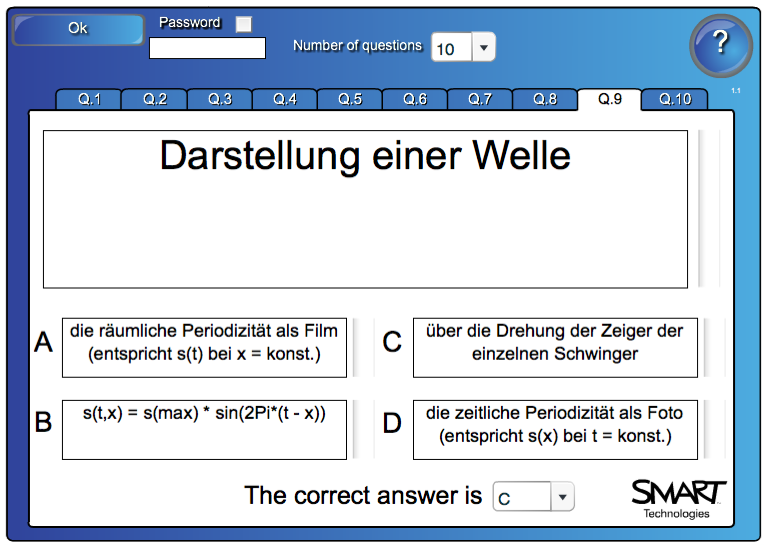 Ok
Password
Number of questions
10
?
1.1
Q.1
Q.2
Q.3
Q.4
Q.5
Q.6
Q.7
Q.8
Q.9
Q.10
Darstellung einer Welle
A
die räumliche Periodizität als Film
(entspricht s(t) bei x = konst.)
C
über die Drehung der Zeiger der
einzelnen Schwinger
B
s(t,x) = s(max) * sin(2Pi*(t - x))
D
die zeitliche Periodizität als Foto
(entspricht s(x) bei t = konst.)
The correct answer is
C
SMART
Technologies